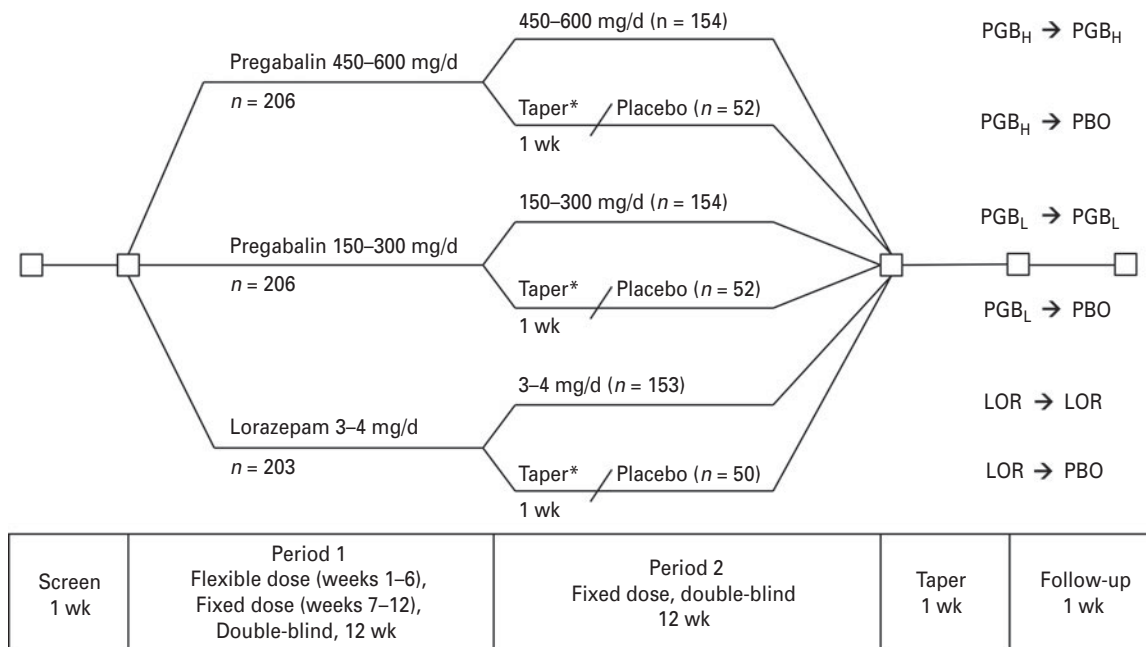 450–600 mg/d (n = 154)
PGB_H → PGB_H
Pregabalin 450–600 mg/d
n = 206
Taper* / Placebo (n = 52)
1 wk
PGB_H → PBO
150–300 mg/d (n = 154)
PGB_L → PGB_L
Pregabalin 150–300 mg/d
n = 206
Taper* / Placebo (n = 52)
1 wk
PGB_L → PBO
3–4 mg/d (n = 153)
LOR → LOR
Lorazepam 3–4 mg/d
n = 203
Taper* / Placebo (n = 50)
1 wk
LOR → PBO
Screen
1 wk
Period 1
Flexible dose (weeks 1–6),
Fixed dose (weeks 7–12),
Double-blind, 12 wk
Period 2
Fixed dose, double-blind
12 wk
Taper
1 wk
Follow-up
1 wk